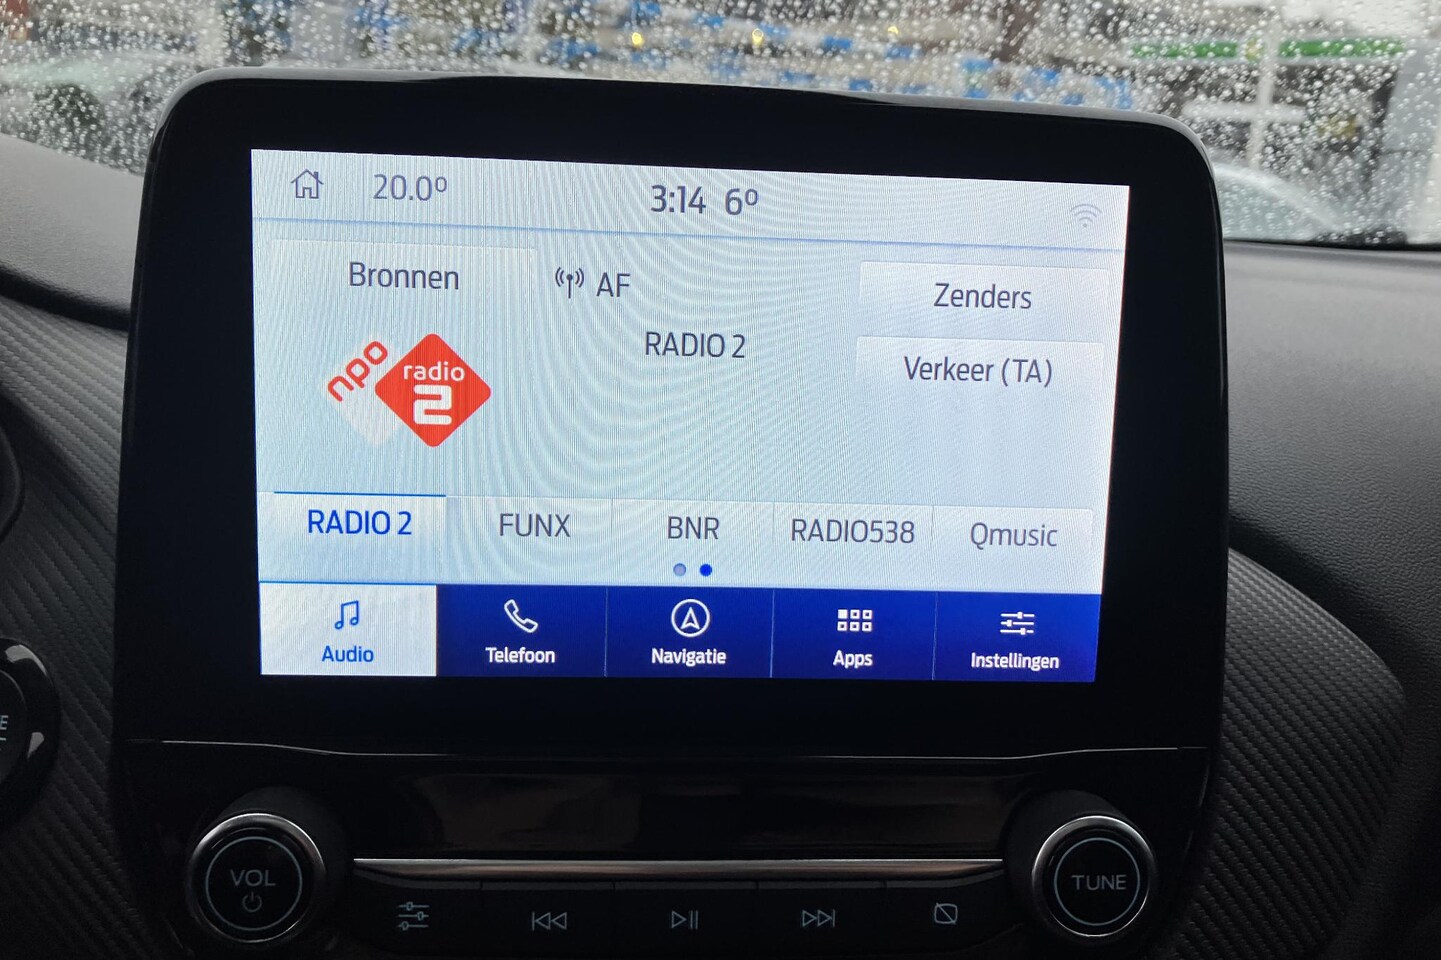 20.0° 3:14 6°
Bronnen AF Zenders
RADIO 2
Verkeer (TA)
npo radio 2
RADIO 2 FUNX BNR RADIO538 Qmusic
Audio Telefoon Navigatie Apps Instellingen
VOL TUNE